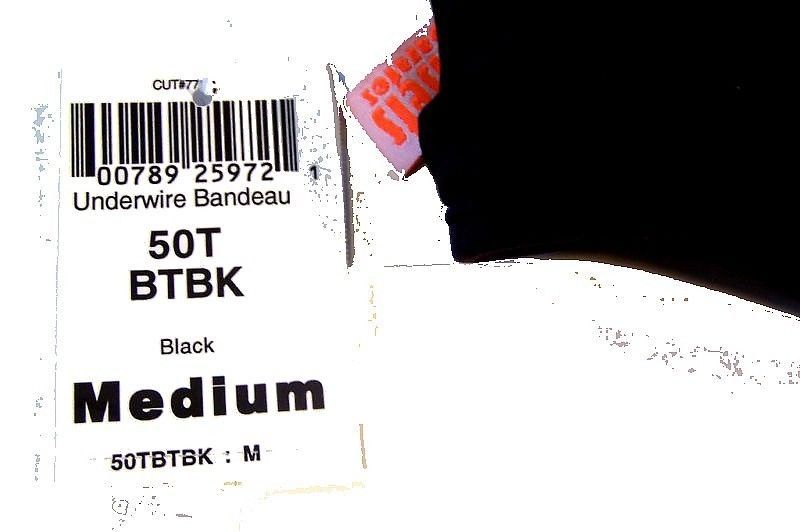 CUT#77
00789 25972 1
Underwire Bandeau
50T
BTBK
Black
Medium
50TBTBK : M